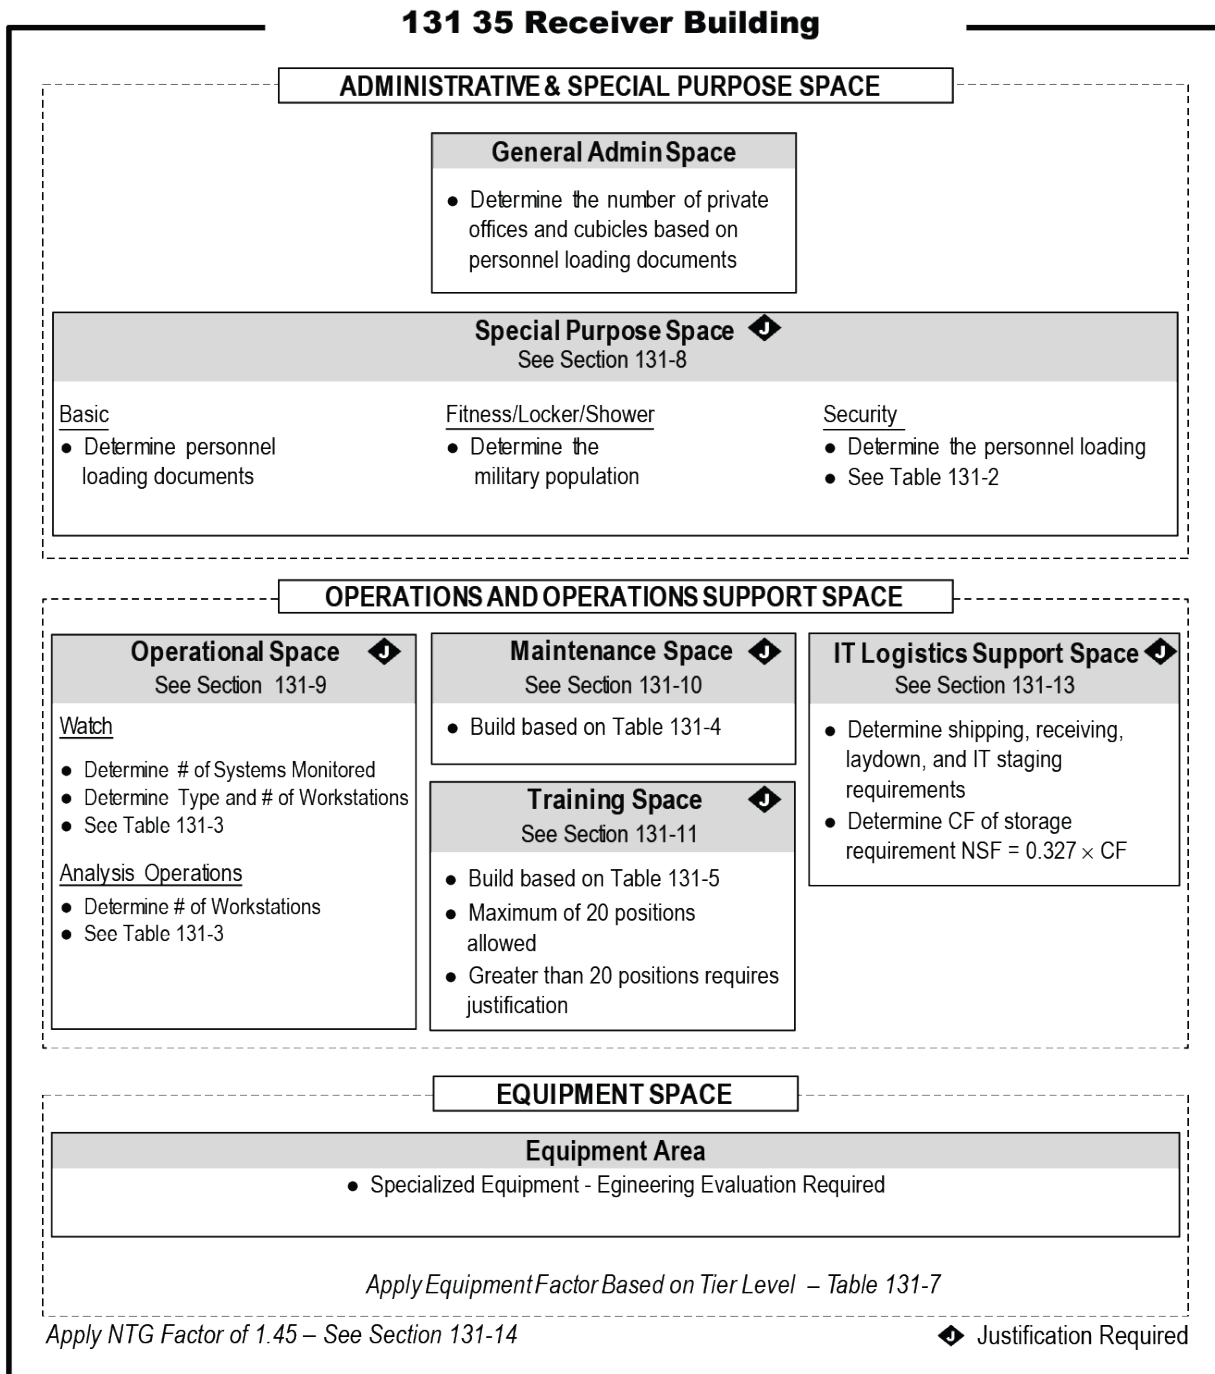 131 35 Receiver Building
ADMINISTRATIVE & SPECIAL PURPOSE SPACE
General Admin Space
● Determine the number of private
offices and cubicles based on
personnel loading documents
Special Purpose Space J
See Section 131-8
Basic
● Determine personnel
loading documents
Fitness/Locker/Shower
● Determine the
military population
Security
● Determine the personnel loading
● See Table 131-2
OPERATIONS AND OPERATIONS SUPPORT SPACE
Operational Space J
See Section 131-9
Watch
● Determine # of Systems Monitored
● Determine Type and # of Workstations
● See Table 131-3
Analysis Operations
● Determine # of Workstations
● See Table 131-3
Maintenance Space J
See Section 131-10
● Build based on Table 131-4
Training Space J
See Section 131-11
● Build based on Table 131-5
● Maximum of 20 positions
allowed
● Greater than 20 positions requires
justification
IT Logistics Support Space J
See Section 131-13
● Determine shipping, receiving,
laydown, and IT staging
requirements
● Determine CF of storage
requirement NSF = 0.327 × CF
EQUIPMENT SPACE
Equipment Area
● Specialized Equipment - Egineering Evaluation Required
Apply Equipment Factor Based on Tier Level – Table 131-7
Apply NTG Factor of 1.45 – See Section 131-14
J Justification Required